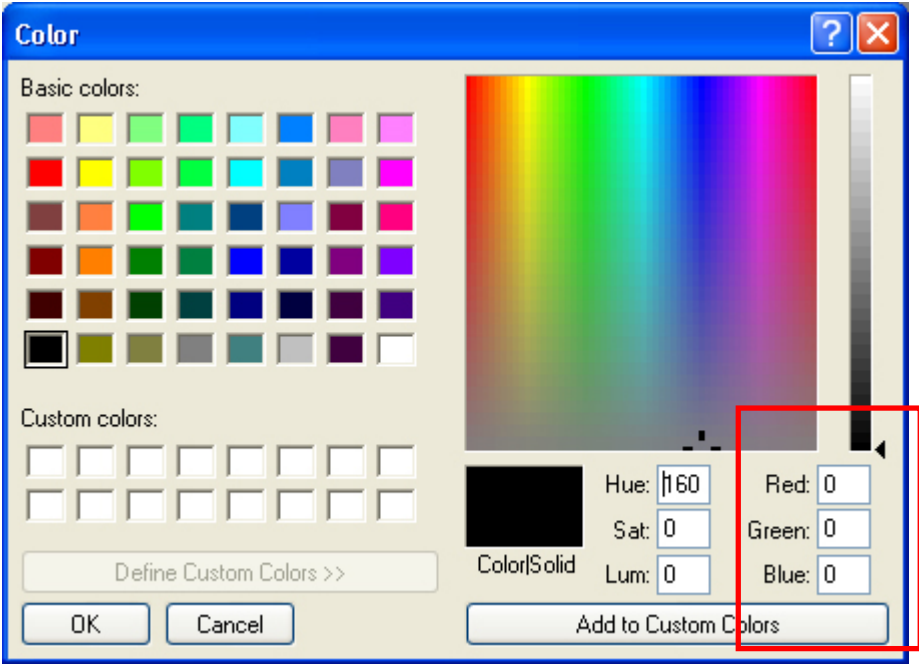 Color
?
Basic colors:
Custom colors:
Define Custom Colors >>
OK Cancel
Color|Solid
Hue: 160 Red: 0
Sat: 0 Green: 0
Lum: 0 Blue: 0
Add to Custom Colors